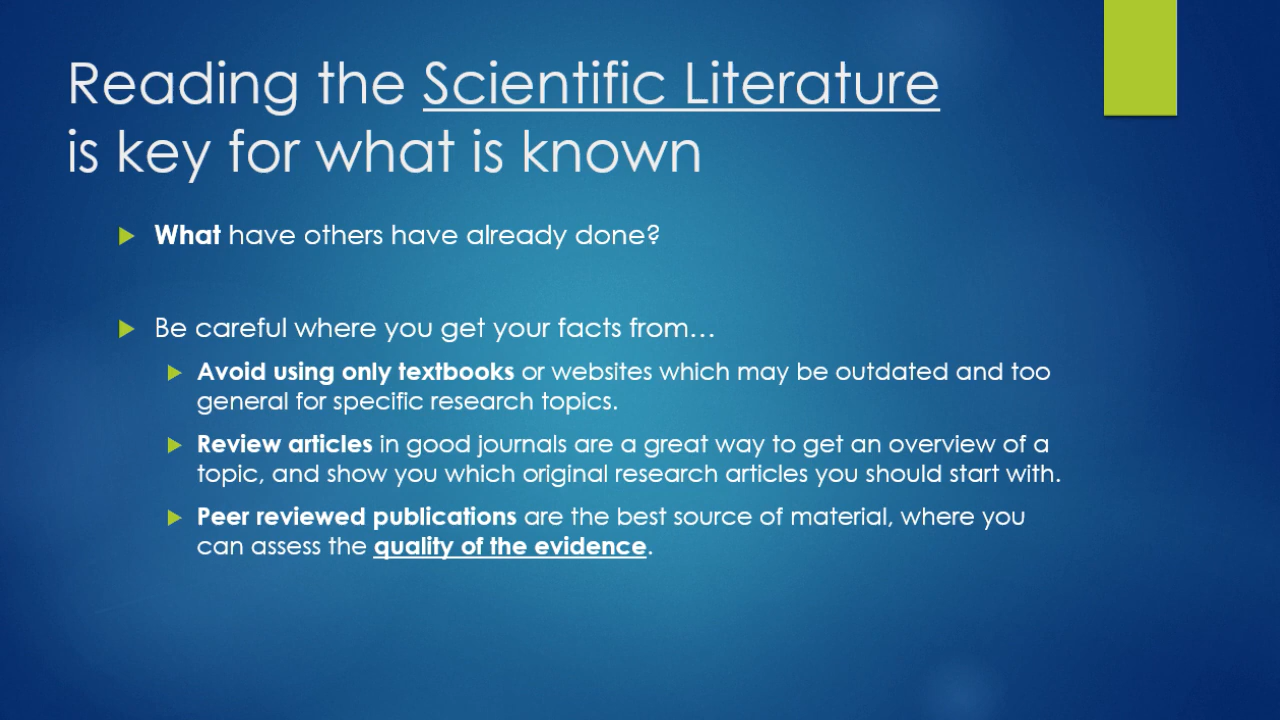 Reading the Scientific Literature
is key for what is known
What have others have already done?
Be careful where you get your facts from…
Avoid using only textbooks or websites which may be outdated and too
general for specific research topics.
Review articles in good journals are a great way to get an overview of a
topic, and show you which original research articles you should start with.
Peer reviewed publications are the best source of material, where you
can assess the quality of the evidence.